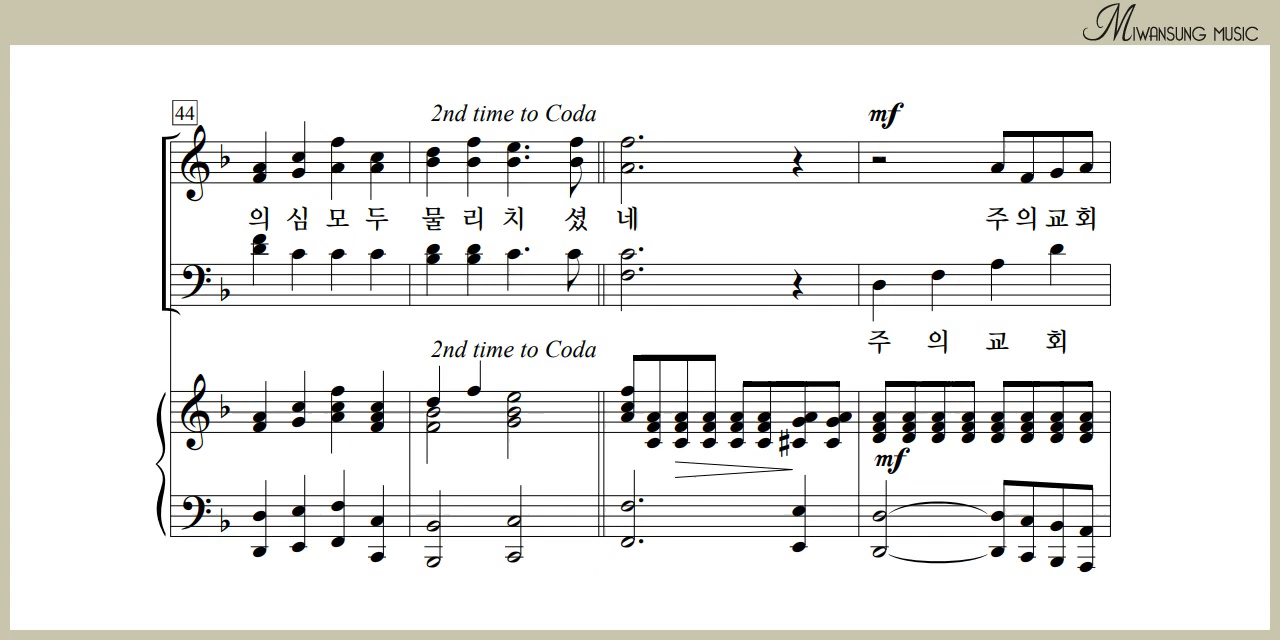 MIWANSUNG MUSIC
44
2nd time to Coda
mf
의 심 모 두 물 리 치 셨 네 주 의 교 회
2nd time to Coda
주 의 교 회
mf